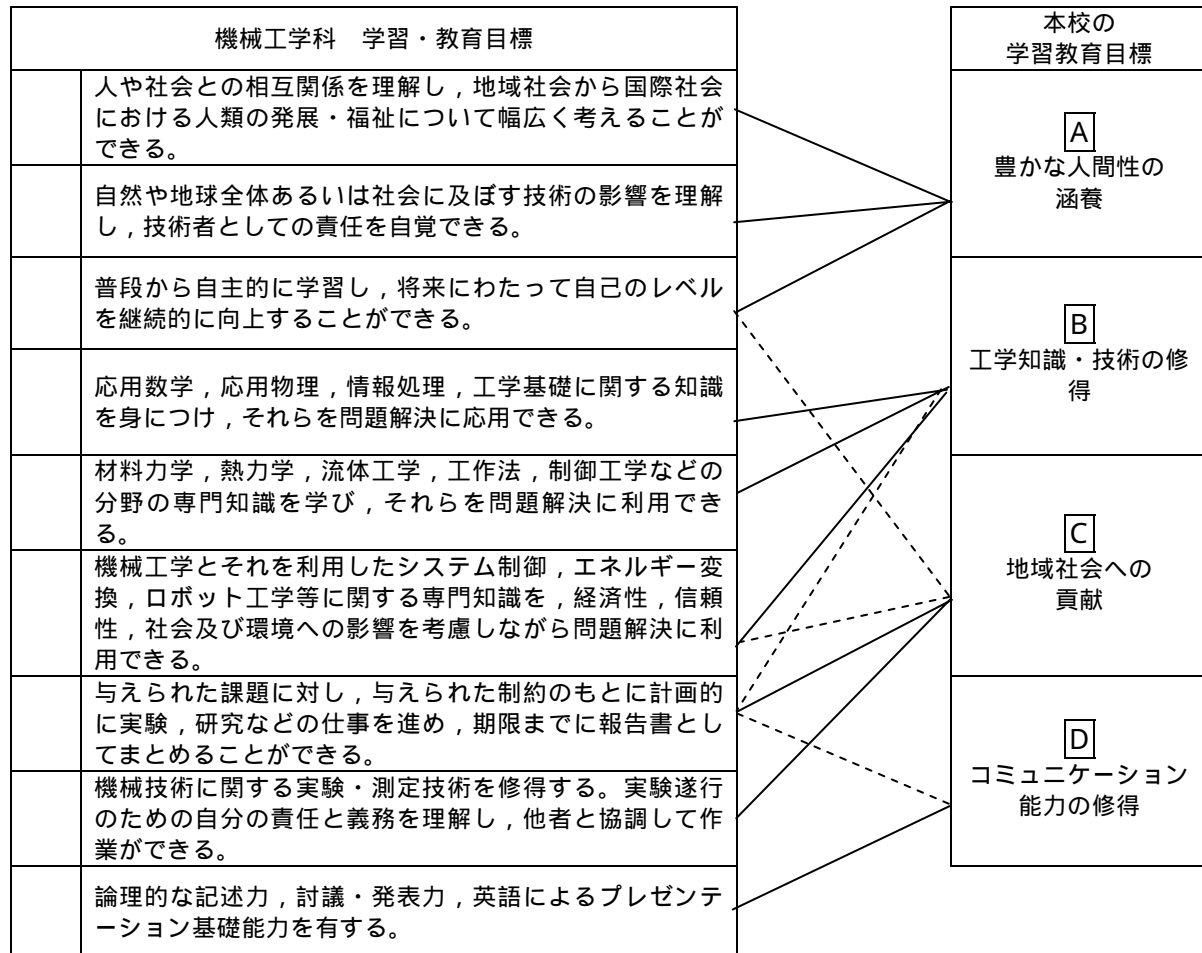 機械工学科　学習・教育目標
人や社会との相互関係を理解し，地域社会から国際社会
における人類の発展・福祉について幅広く考えることが
できる。
自然や地球全体あるいは社会に及ぼす技術の影響を理解
し，技術者としての責任を自覚できる。
普段から自主的に学習し，将来にわたって自己のレベル
を継続的に向上することができる。
応用数学，応用物理，情報処理，工学基礎に関する知識
を身につけ，それらを問題解決に応用できる。
材料力学，熱力学，流体工学，工作法，制御工学などの
分野の専門知識を学び，それらを問題解決に利用でき
る。
機械工学とそれを利用したシステム制御，エネルギー変
換，ロボット工学等に関する専門知識を，経済性，信頼
性，社会及び環境への影響を考慮しながら問題解決に利
用できる。
与えられた課題に対し，与えられた制約のもとに計画的
に実験，研究などの仕事を進め，期限までに報告書とし
てまとめることができる。
機械技術に関する実験・測定技術を修得する。実験遂行
のための自分の責任と義務を理解し，他者と協調して作
業ができる。
論理的な記述力，討議・発表力，英語によるプレゼンテ
ーション基礎能力を有する。
本校の
学習教育目標
A
豊かな人間性の
涵養
B
工学知識・技術の修
得
C
地域社会への
貢献
D
コミュニケーション
能力の修得